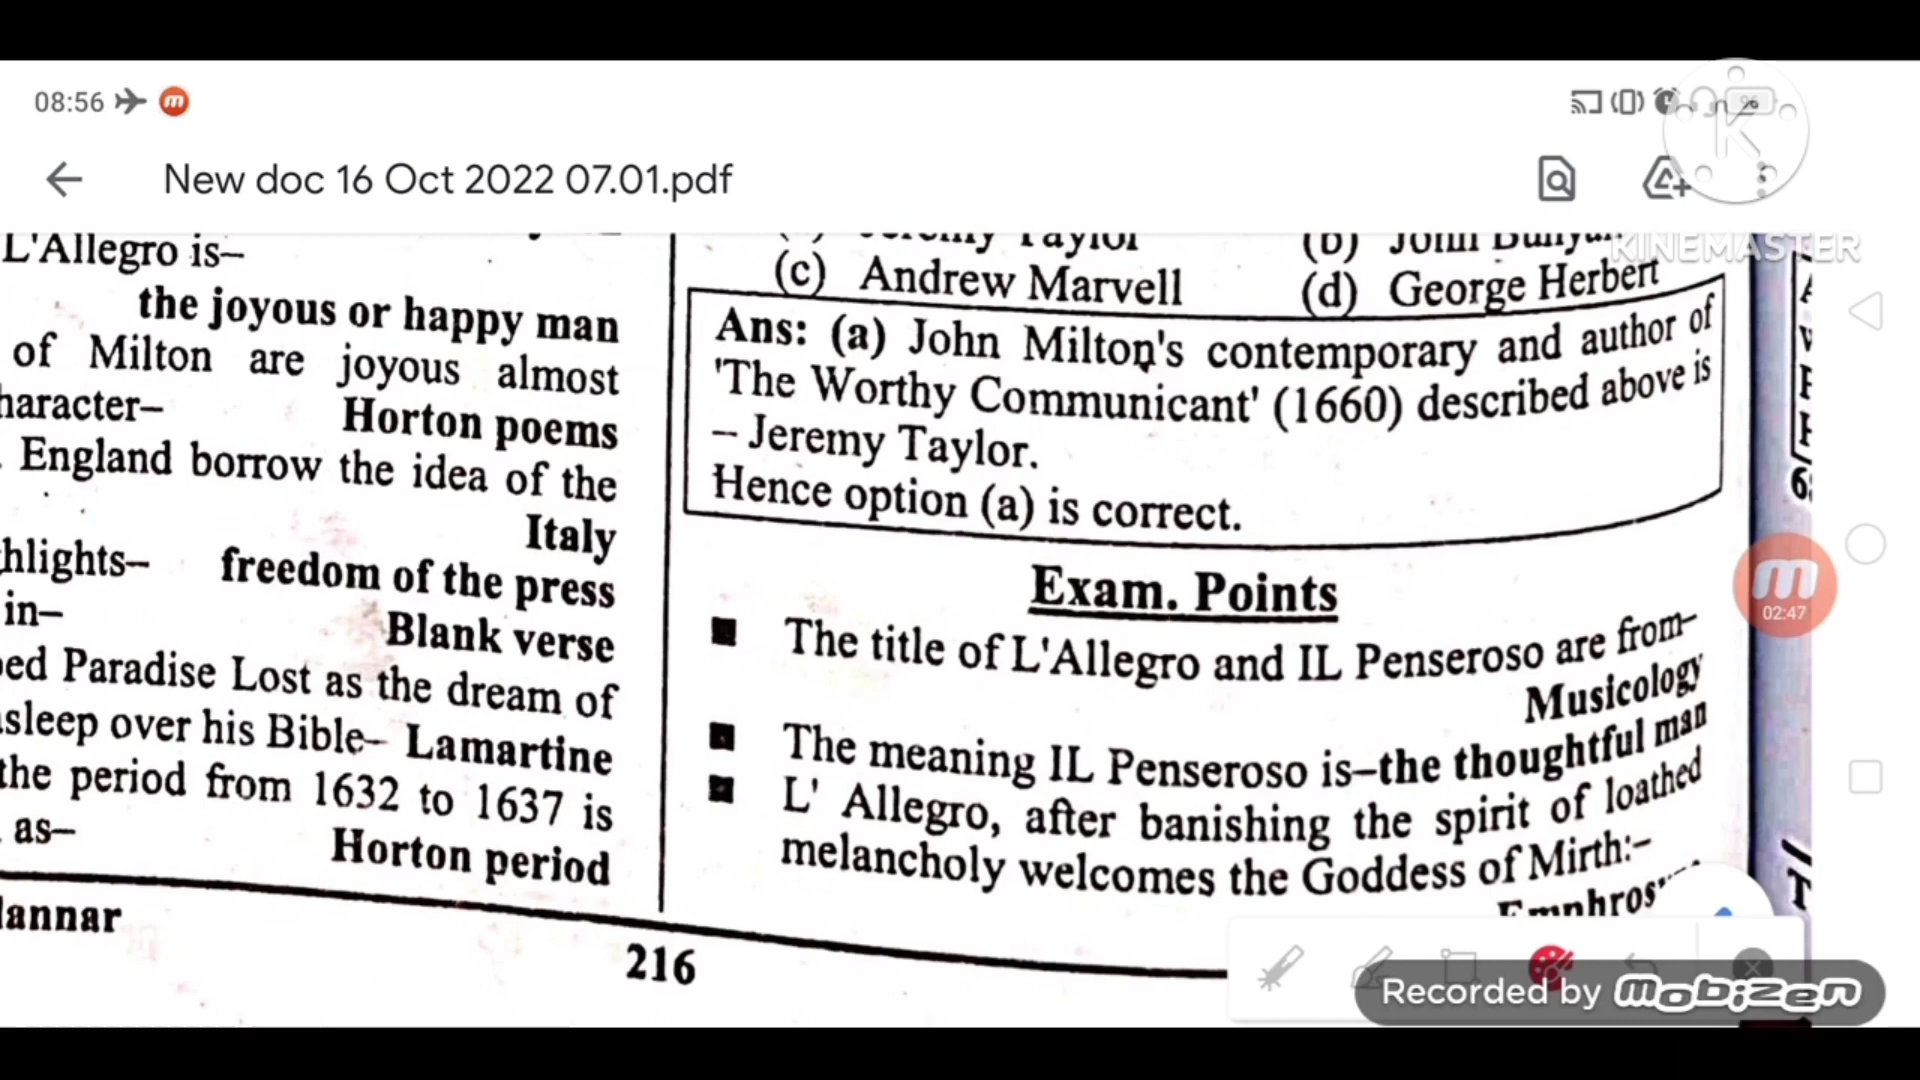 08:56
%
New doc 16 Oct 2022 07.01.pdf
K
KINEMASTER
L'Allegro is–
the joyous or happy man
of Milton are joyous almost
haracter– Horton poems
England borrow the idea of the
Italy
hlights– freedom of the press
in–
Blank verse
ed Paradise Lost as the dream of
sleep over his Bible– Lamartine
the period from 1632 to 1637 is
as–
Horton period
lannar
216
Jeremy Taylor (b) John
(c) Andrew Marvell (d) George Herbert
Ans: (a) John Milton's contemporary and author of
'The Worthy Communicant' (1660) described above is
– Jeremy Taylor.
Hence option (a) is correct.
Exam. Points
■ The title of L'Allegro and IL Penseroso are from–
Musicology
■ The meaning IL Penseroso is–the thoughtful man
■ L' Allegro, after banishing the spirit of loathed
melancholy welcomes the Goddess of Mirth:–
02:47
Recorded by mobizen